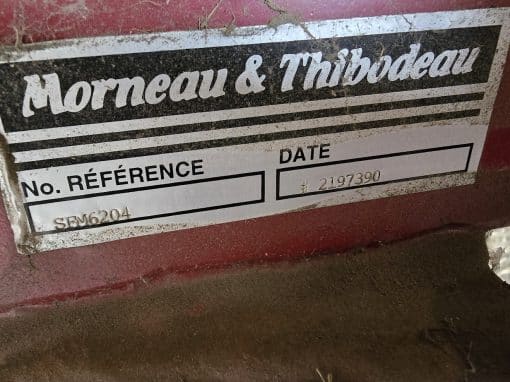 Morneau & Thibodeau
No. RÉFÉRENCE
DATE
SFM6204
# 2197390